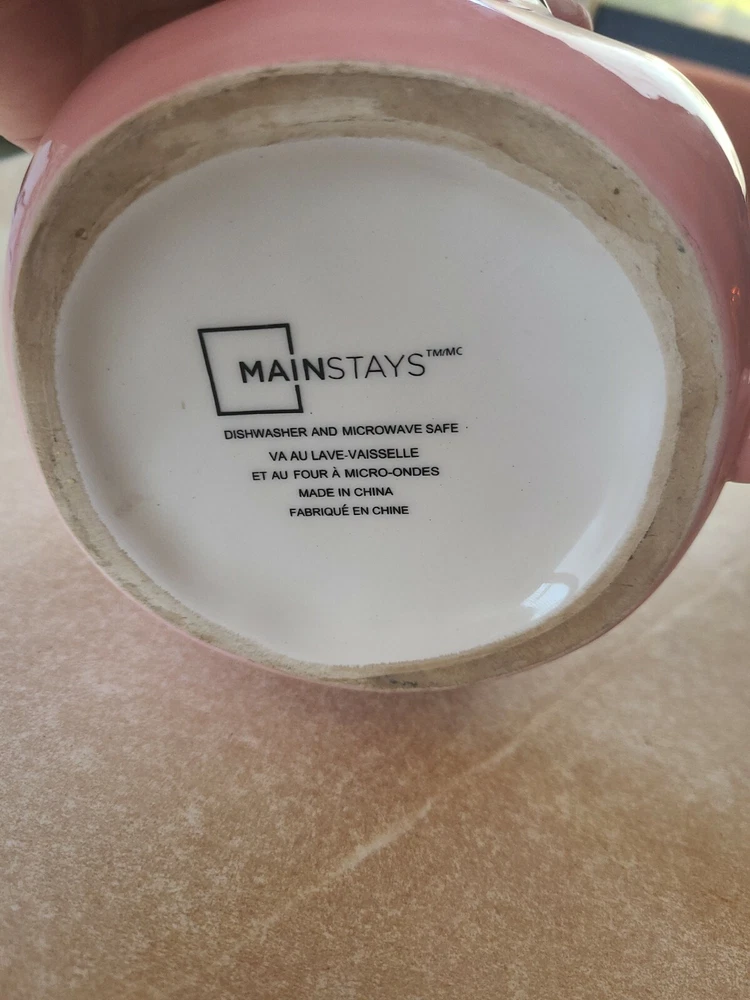 MAINSTAYS™/MC
DISHWASHER AND MICROWAVE SAFE
VA AU LAVE-VAISSELLE
ET AU FOUR À MICRO-ONDES
MADE IN CHINA
FABRIQUÉ EN CHINE